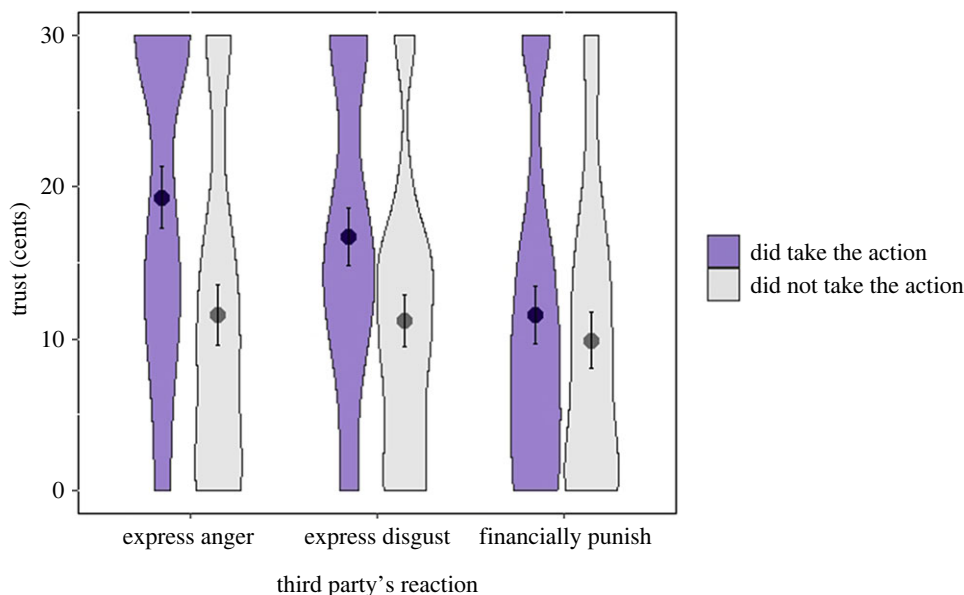 30
20
10
0
trust (cents)
express anger
express disgust
financially punish
third party’s reaction
did take the action
did not take the action